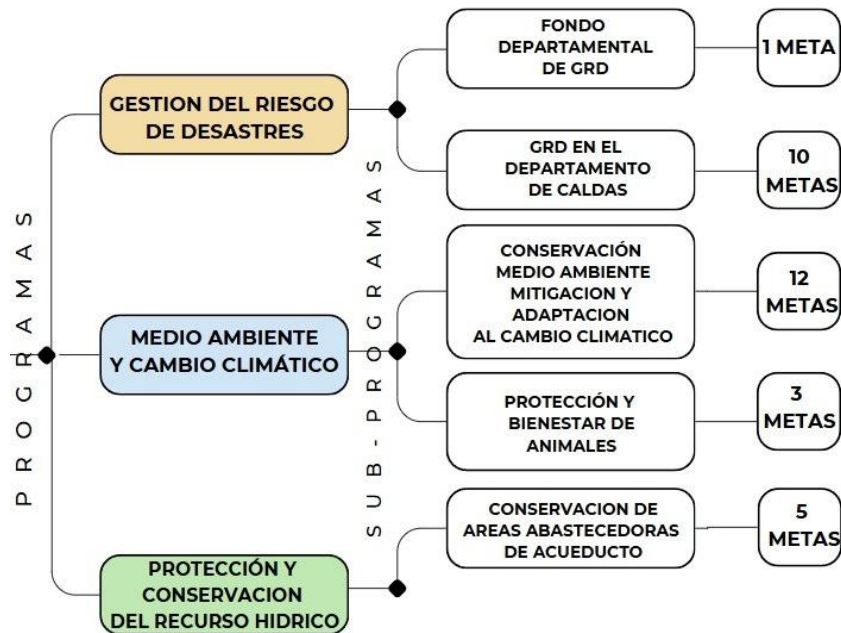 PROGRAMAS
GESTION DEL RIESGO
DE DESASTRES
MEDIO AMBIENTE
Y CAMBIO CLIMÁTICO
PROTECCIÓN Y
CONSERVACION
DEL RECURSO HIDRICO
SUB-PROGRAMAS
FONDO
DEPARTAMENTAL
DE GRD
1 META
GRD EN EL
DEPARTAMENTO
DE CALDAS
10
METAS
CONSERVACIÓN
MEDIO AMBIENTE
MITIGACION Y
ADAPTACION
AL CAMBIO CLIMATICO
12
METAS
PROTECCIÓN Y
BIENESTAR DE
ANIMALES
3
METAS
CONSERVACION DE
AREAS ABASTECEDORAS
DE ACUEDUCTO
5
METAS